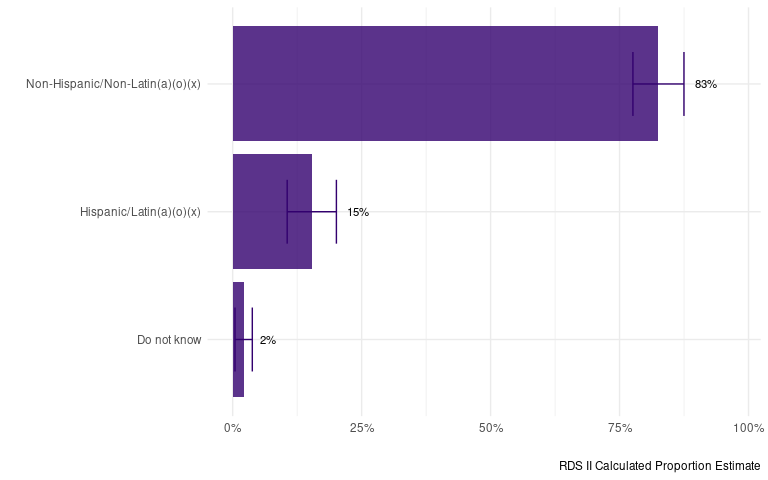 Non-Hispanic/Non-Latin(a)(o)(x)
83%
Hispanic/Latin(a)(o)(x)
15%
Do not know
2%
0% 25% 50% 75% 100%
RDS II Calculated Proportion Estimate